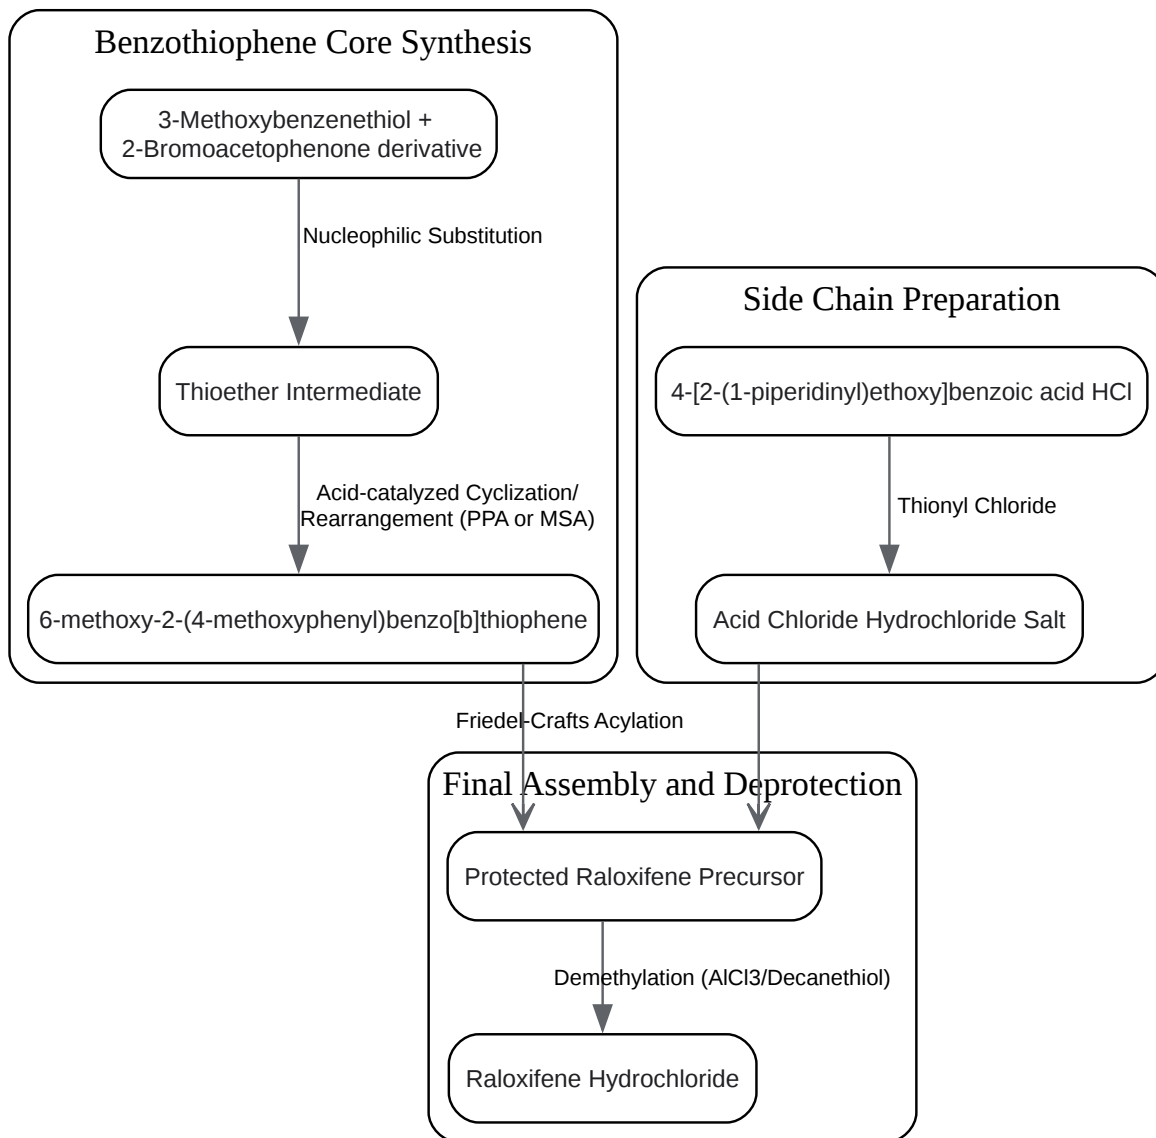 Benzothiophene Core Synthesis
3-Methoxybenzenethiol +
2-Bromoacetophenone derivative
Nucleophilic Substitution
Thioether Intermediate
Acid-catalyzed Cyclization/
Rearrangement (PPA or MSA)
6-methoxy-2-(4-methoxyphenyl)benzo[b]thiophene
Side Chain Preparation
4-[2-(1-piperidinyl)ethoxy]benzoic acid HCl
Thionyl Chloride
Acid Chloride Hydrochloride Salt
Friedel-Crafts Acylation
Final Assembly and Deprotection
Protected Raloxifene Precursor
Demethylation (AlCl3/Decanethiol)
Raloxifene Hydrochloride